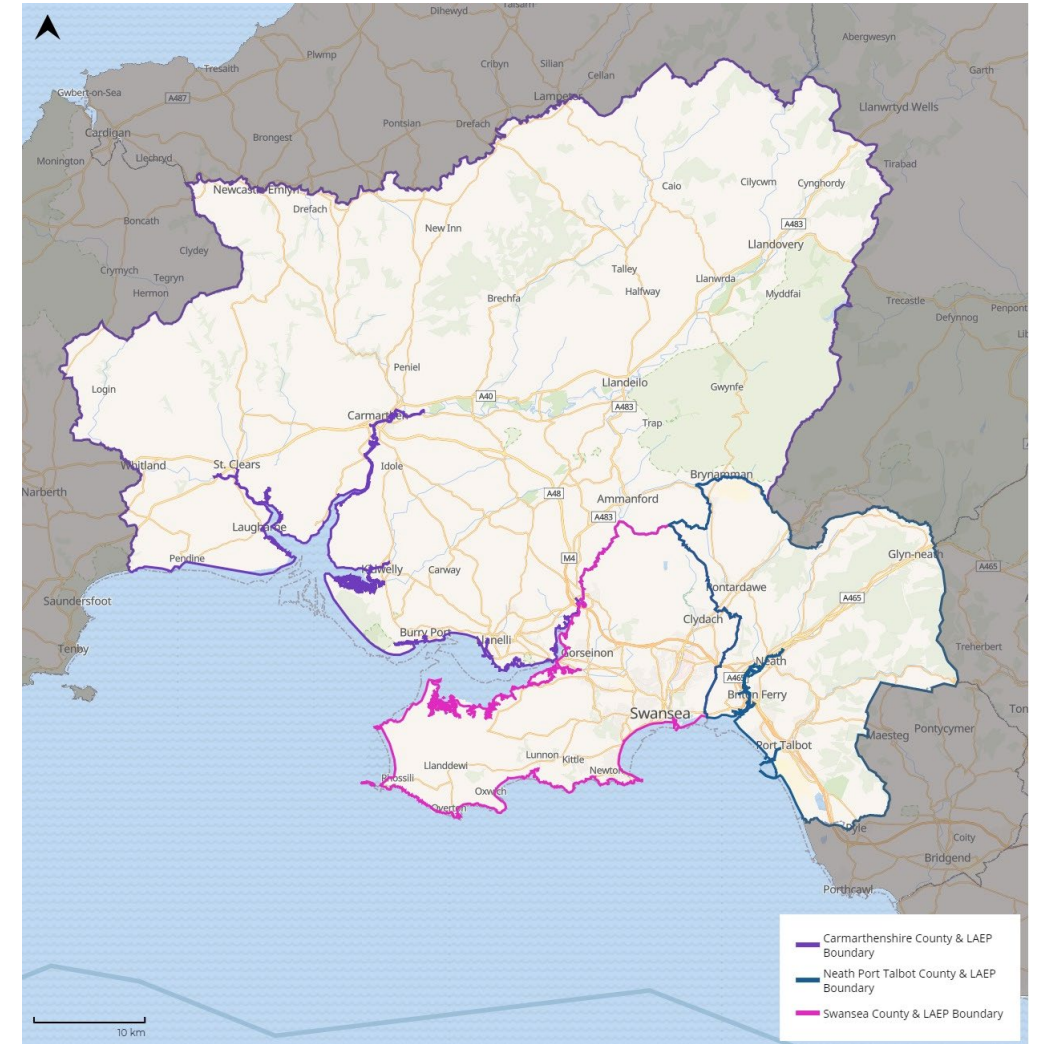 Dihewyd
Talsarn
Abergwesyn
Plwmp
Cribyn
Silian
Cellan
Garth
Tresaith
Gwbert-on-Sea
A487
Lampeter
Llanwrtyd Wells
Pontsian
Drefach
Cardigan
Brongest
Llechryd
Monington
Tirabad
Newcastle Emlyn
Caio
Cilycwm
Cynghordy
Drefach
Boncath
New Inn
A483
Llandovery
Clydey
Crymych
Tegryn
Talley
Llanwrda
Hermon
Halfway
Myddfai
Brechfa
Trecastle
Penpont
Defynnog
Peniel
Login
Llandeilo
Gwynfe
A40
A483
Carmarthen
Trap
Whitland
St. Clears
Idole
Brynamman
Narberth
A48
Ammanford
A483
Laugharne
Pendine
M4
Glyn-neath
Kidwelly
Carway
A465
Pontardawe
A465
Saundersfoot
Clydach
Burry Port
Llanelli
Treherbert
Tenby
Gorseinon
Neath
A465
Briton Ferry
Swansea
Ton
Pontycymer
Maesteg
Port Talbot
Lunnon
Kittle
Llanddewi
Newton
Rhossili
Oxwich
Overton
Pyle
Coity
Bridgend
Porthcawl
Carmarthenshire County & LAEP
Boundary
Neath Port Talbot County & LAEP
Boundary
Swansea County & LAEP Boundary
10 km